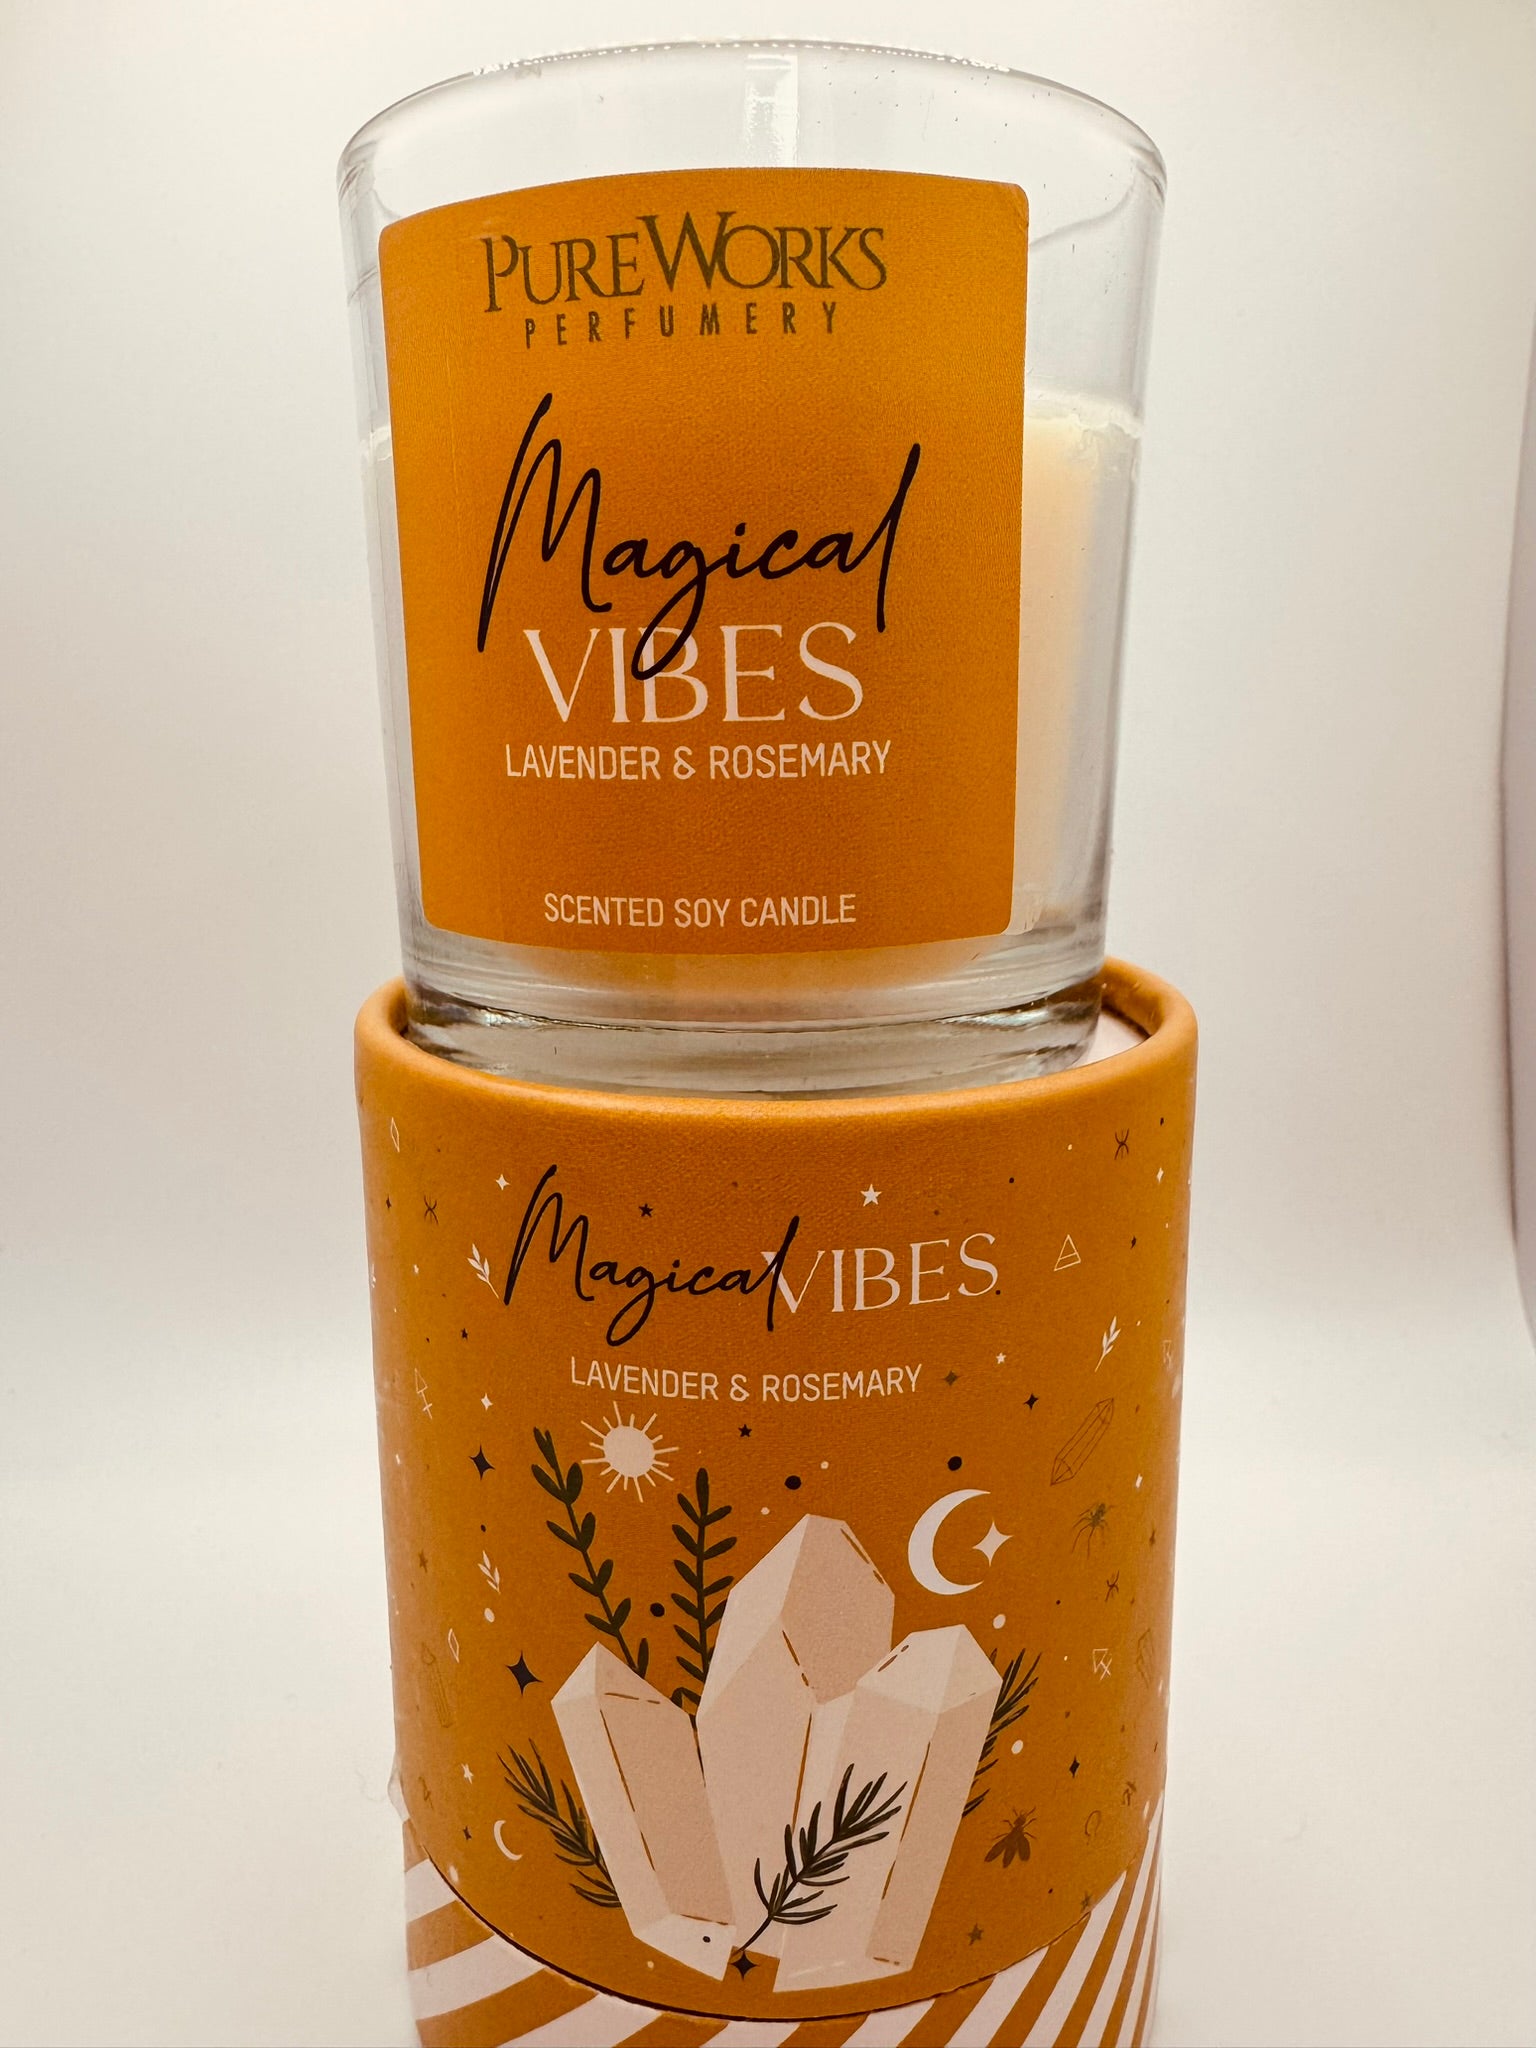 PUREWORKS
PERFUMERY
Magical
VIBES
LAVENDER & ROSEMARY
SCENTED SOY CANDLE
Magical VIBES
LAVENDER & ROSEMARY